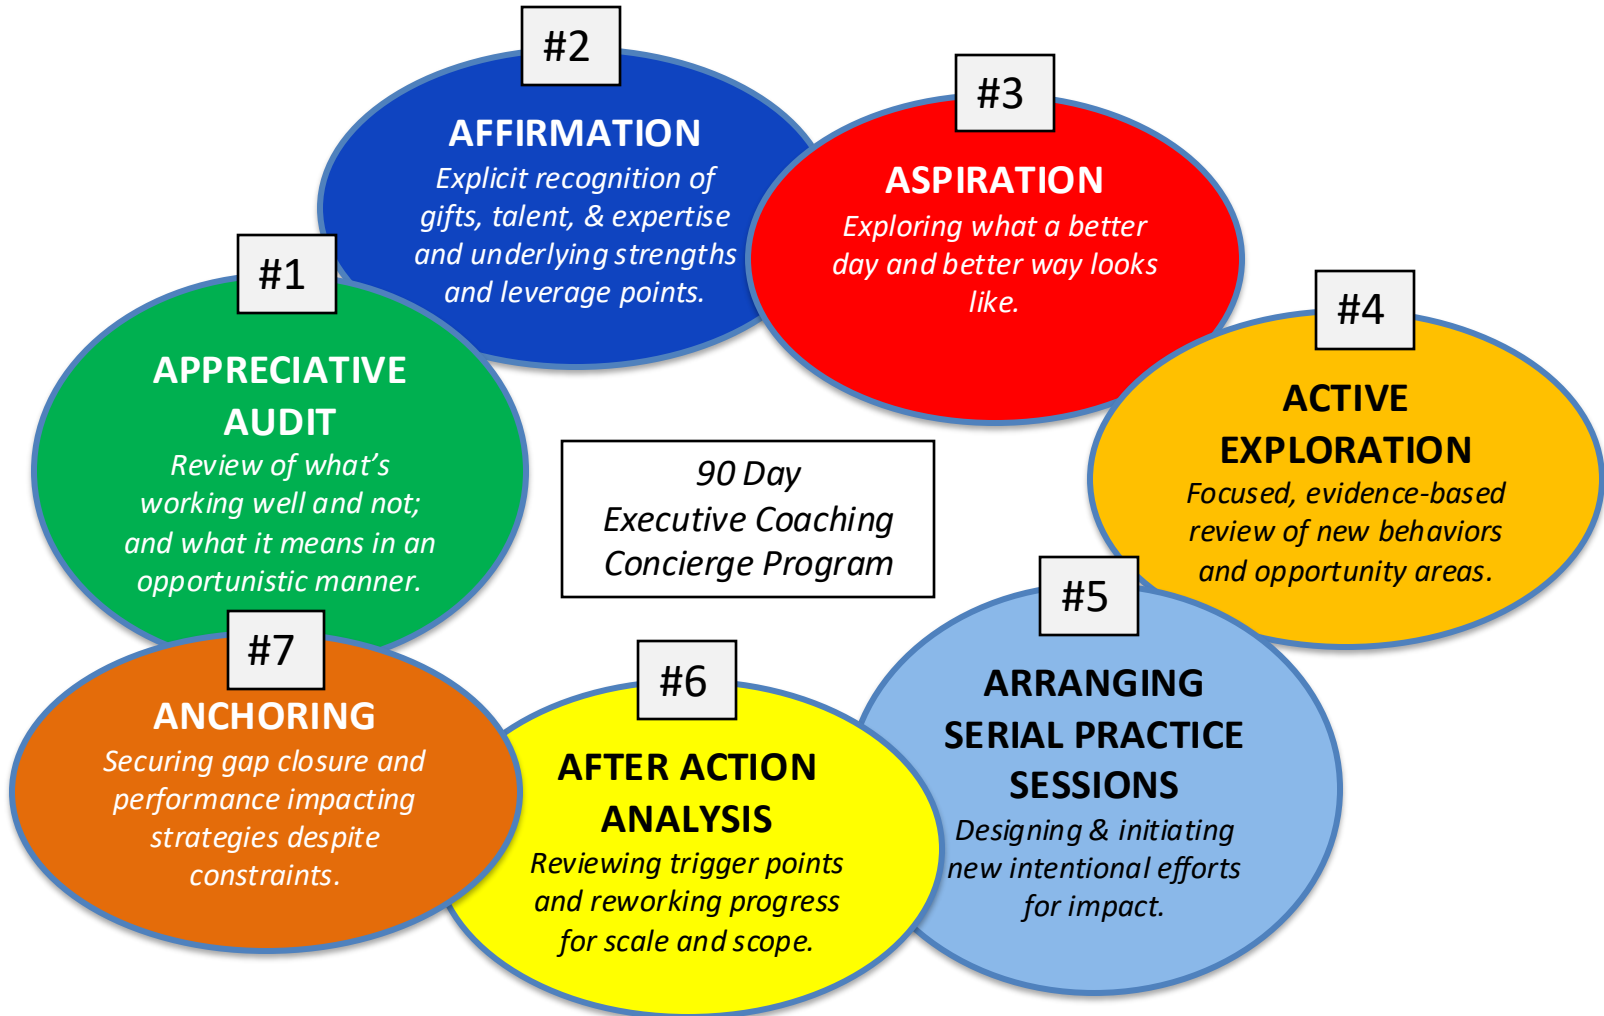 #1
APPRECIATIVE
AUDIT
Review of what’s
working well and not;
and what it means in an
opportunistic manner.
#2
AFFIRMATION
Explicit recognition of
gifts, talent, & expertise
and underlying strengths
and leverage points.
#3
ASPIRATION
Exploring what a better
day and better way looks
like.
#4
ACTIVE
EXPLORATION
Focused, evidence-based
review of new behaviors
and opportunity areas.
#5
ARRANGING
SERIAL PRACTICE
SESSIONS
Designing & initiating
new intentional efforts
for impact.
#6
AFTER ACTION
ANALYSIS
Reviewing trigger points
and reworking progress
for scale and scope.
#7
ANCHORING
Securing gap closure and
performance impacting
strategies despite
constraints.
90 Day
Executive Coaching
Concierge Program